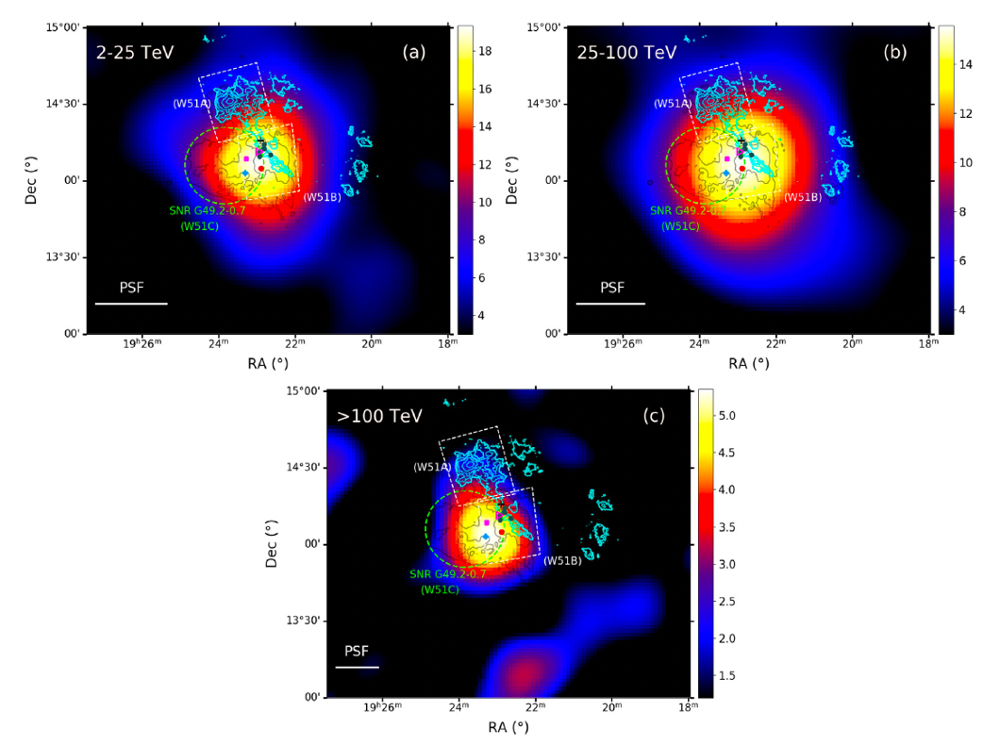 2-25 TeV
(a)
15°00'
14°30'
00'
13°30'
00'
Dec (°)
(W51A)
(W51B)
SNR G49.2-0.7
(W51C)
PSF
19ʰ26ᵐ
24ᵐ
22ᵐ
20ᵐ
18ᵐ
RA (°)
18
16
14
12
10
8
6
4
25-100 TeV
(b)
15°00'
14°30'
00'
13°30'
00'
Dec (°)
(W51A)
(W51B)
SNR G49.2-0.7
(W51C)
PSF
19ʰ26ᵐ
24ᵐ
22ᵐ
20ᵐ
18ᵐ
RA (°)
14
12
10
8
6
4
>100 TeV
(c)
15°00'
14°30'
00'
13°30'
00'
Dec (°)
(W51A)
(W51B)
SNR G49.2-0.7
(W51C)
PSF
19ʰ26ᵐ
24ᵐ
22ᵐ
20ᵐ
18ᵐ
RA (°)
5.0
4.5
4.0
3.5
3.0
2.5
2.0
1.5